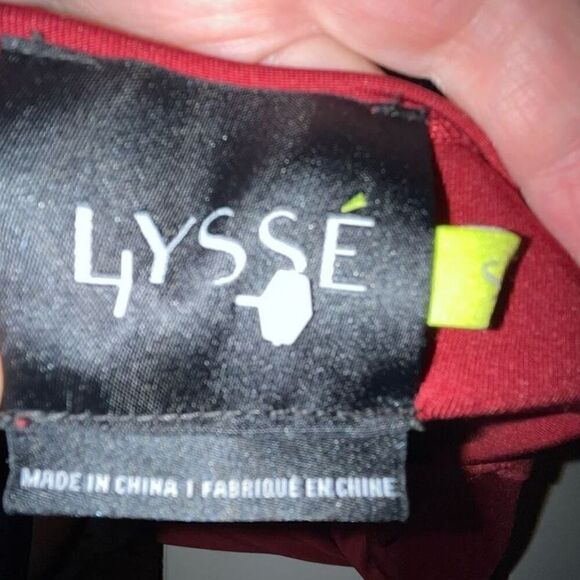 LYSSÉ
S
MADE IN CHINA | FABRIQUÉ EN CHINE